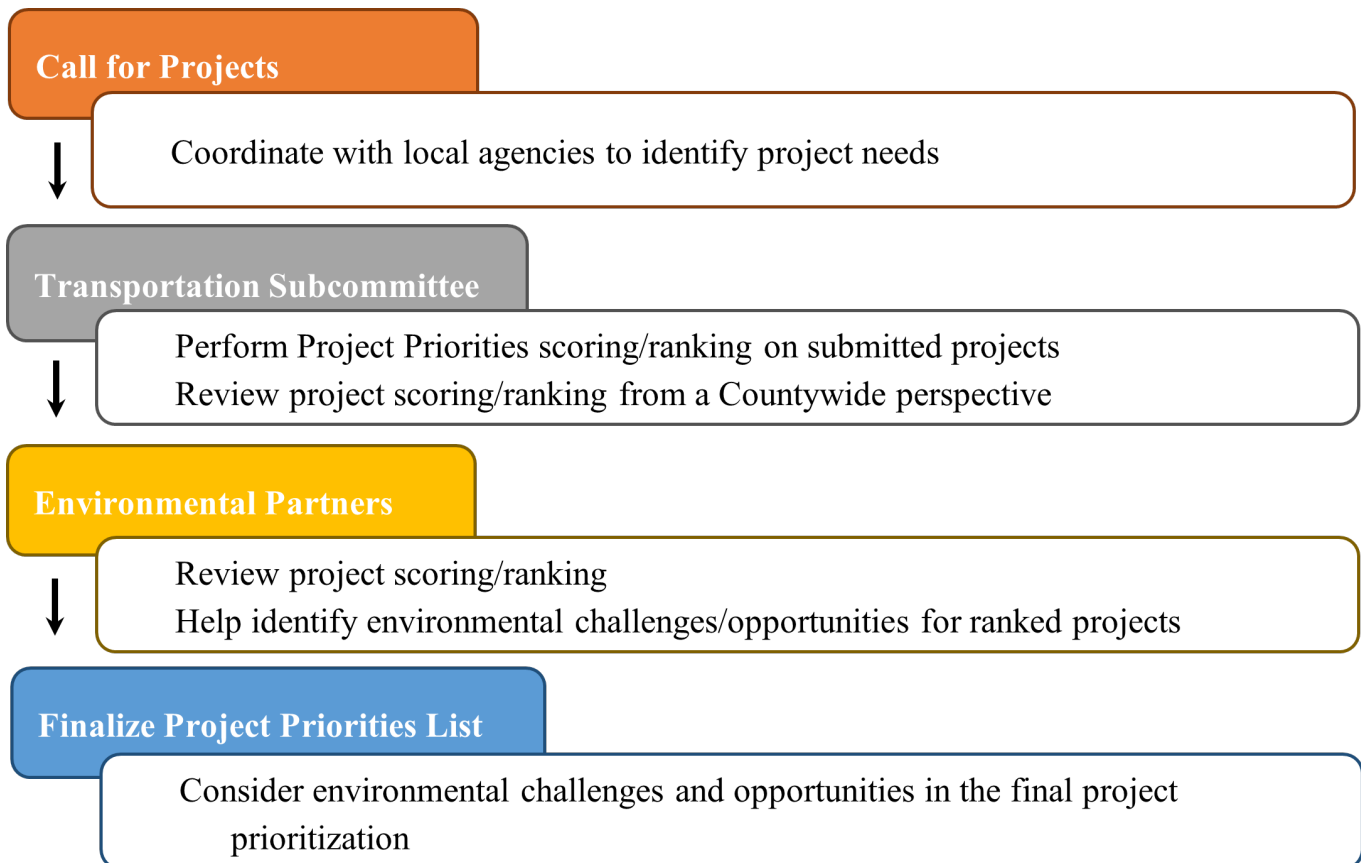 Call for Projects
Coordinate with local agencies to identify project needs
Transportation Subcommittee
Perform Project Priorities scoring/ranking on submitted projects
Review project scoring/ranking from a Countywide perspective
Environmental Partners
Review project scoring/ranking
Help identify environmental challenges/opportunities for ranked projects
Finalize Project Priorities List
Consider environmental challenges and opportunities in the final project
prioritization